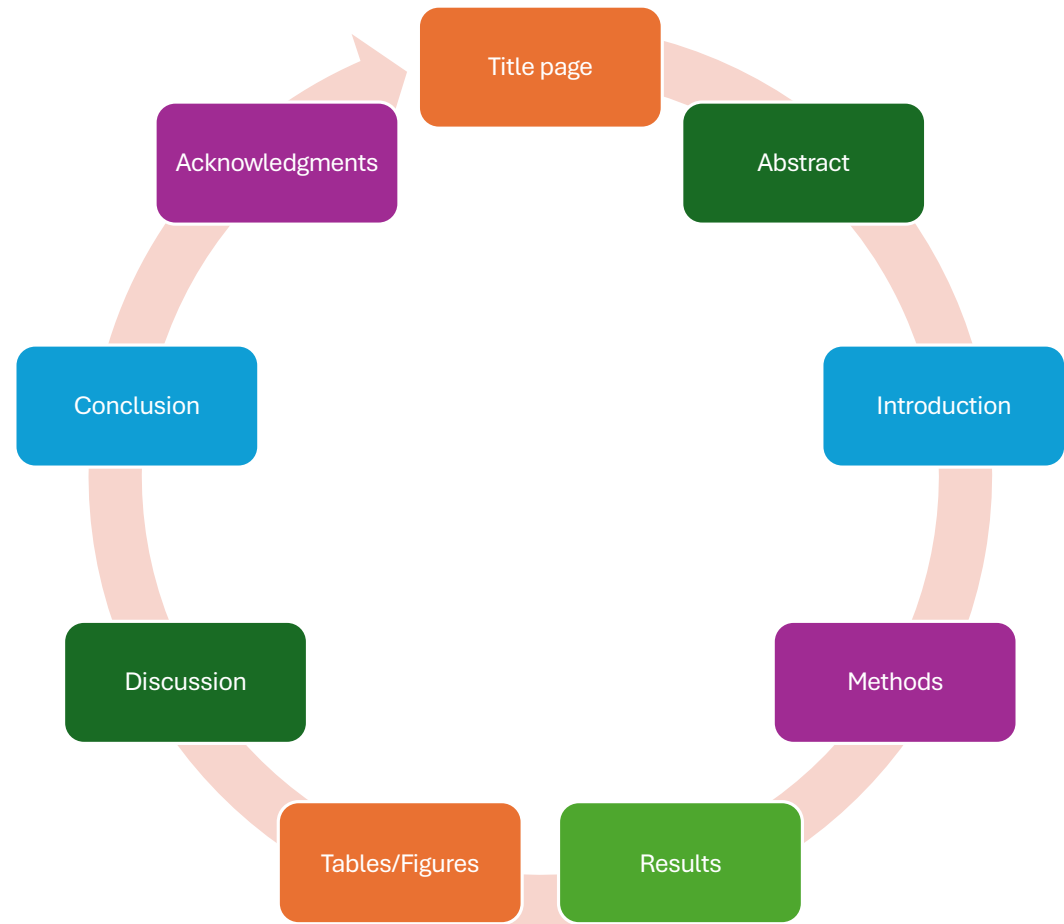 Title page
Abstract
Introduction
Methods
Results
Tables/Figures
Discussion
Conclusion
Acknowledgments